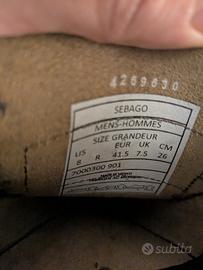 4269630
SEBAGO
MENS-HOMMES
SIZE GRANDEUR
US EUR UK CM
8 R 41.5 7.5 26
7000300 901
subito